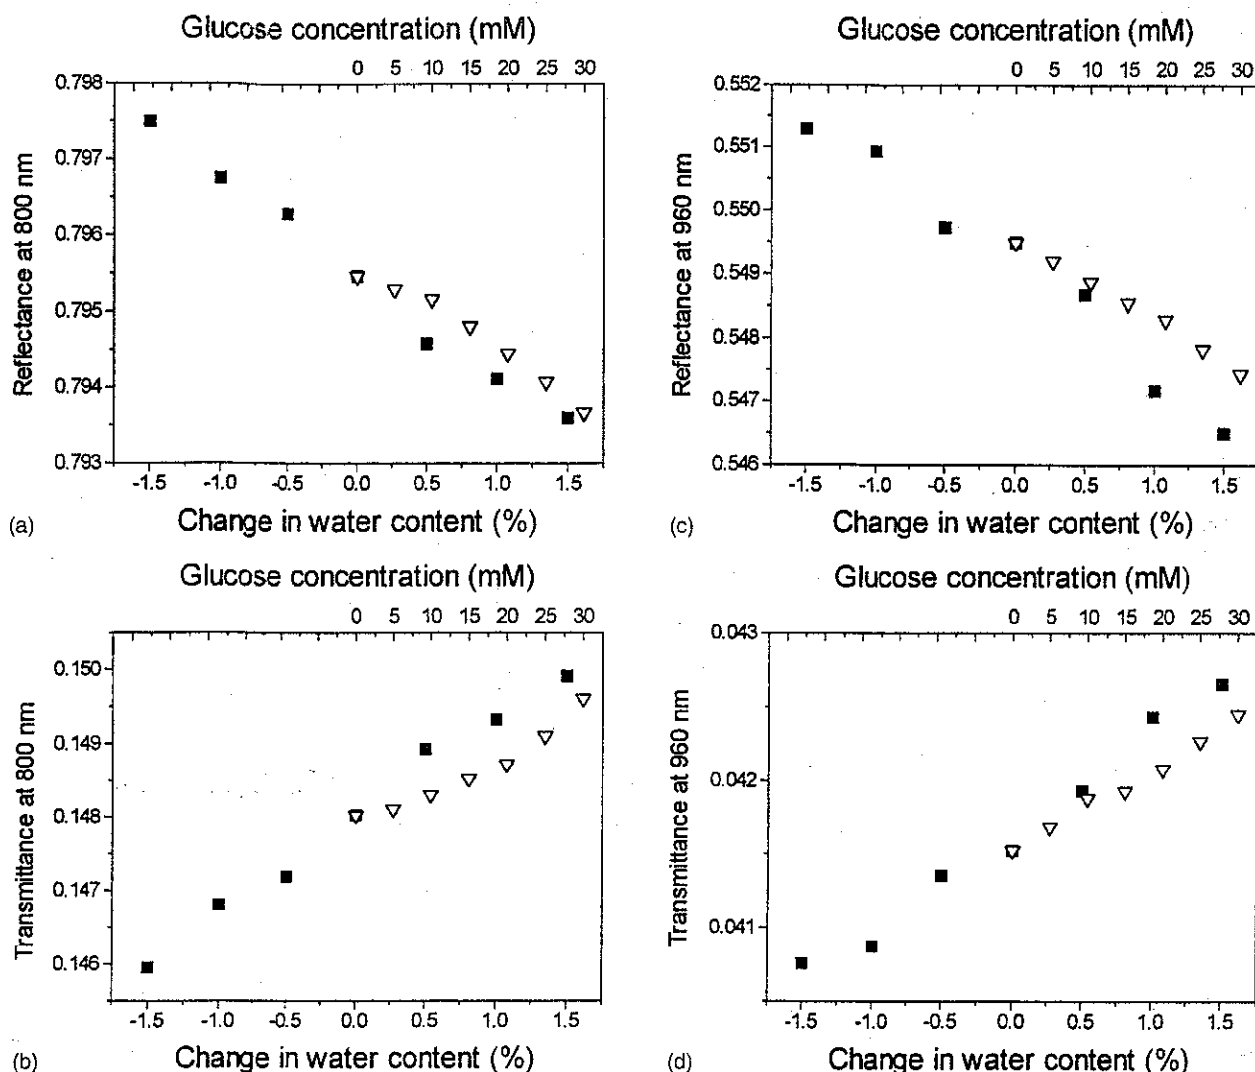 Glucose concentration (mM)
0 5 10 15 20 25 30
0.798
0.797
0.796
0.795
0.794
0.793
Reflectance at 800 nm
-1.5 -1.0 -0.5 0.0 0.5 1.0 1.5
(a) Change in water content (%)
Glucose concentration (mM)
0 5 10 15 20 25 30
0.552
0.551
0.550
0.549
0.548
0.547
0.546
Reflectance at 960 nm
-1.5 -1.0 -0.5 0.0 0.5 1.0 1.5
(c) Change in water content (%)
Glucose concentration (mM)
0 5 10 15 20 25 30
0.150
0.149
0.148
0.147
0.146
Transmittance at 800 nm
-1.5 -1.0 -0.5 0.0 0.5 1.0 1.5
(b) Change in water content (%)
Glucose concentration (mM)
0 5 10 15 20 25 30
0.043
0.042
0.041
Transmittance at 960 nm
-1.5 -1.0 -0.5 0.0 0.5 1.0 1.5
(d) Change in water content (%)